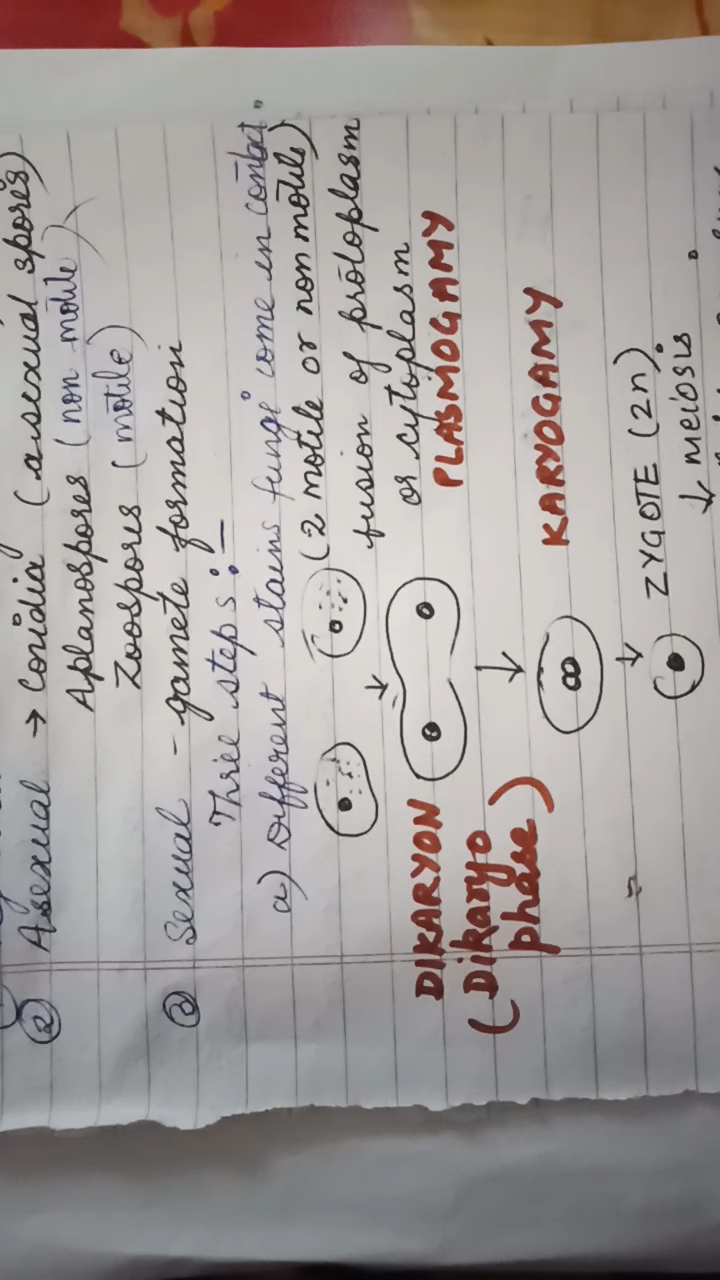 ② Asexual → Conidia (asexual spores)
Aplanospores (non motile)
Zoospores (motile)
③ Sexual - gamete formation
Three steps :-
a) Different stains fungi come in contact.
(2 motile or non motile)
fusion of protoplasm
or cytoplasm
DIKARYON PLASMOGAMY
(Dikaryo
phase)
KARYOGAMY
ZYGOTE (2n)
↓ meiosis